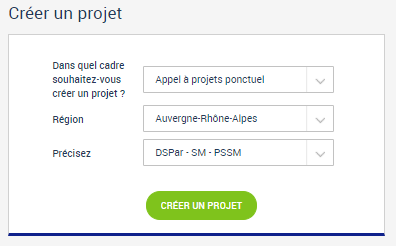 Créer un projet
Dans quel cadre
souhaitez-vous
créer un projet ?
Appel à projets ponctuel
Région
Auvergne-Rhône-Alpes
Précisez
DSPar - SM - PSSM
CRÉER UN PROJET